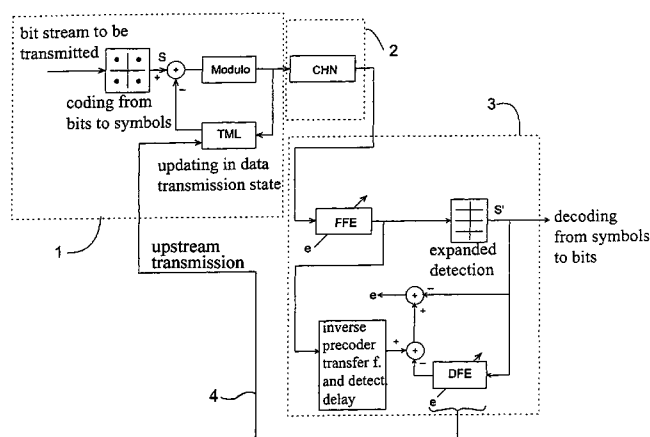 bit stream to be
transmitted
S
+
+
−
Modulo
CHN
2
coding from
bits to symbols
TML
updating in data
transmission state
1
3
upstream
transmission
4
FFE
e
S'
expanded
detection
decoding
from symbols
to bits
e
+
−
+
inverse
precoder
transfer f.
and detect.
delay
+
+
−
DFE
e